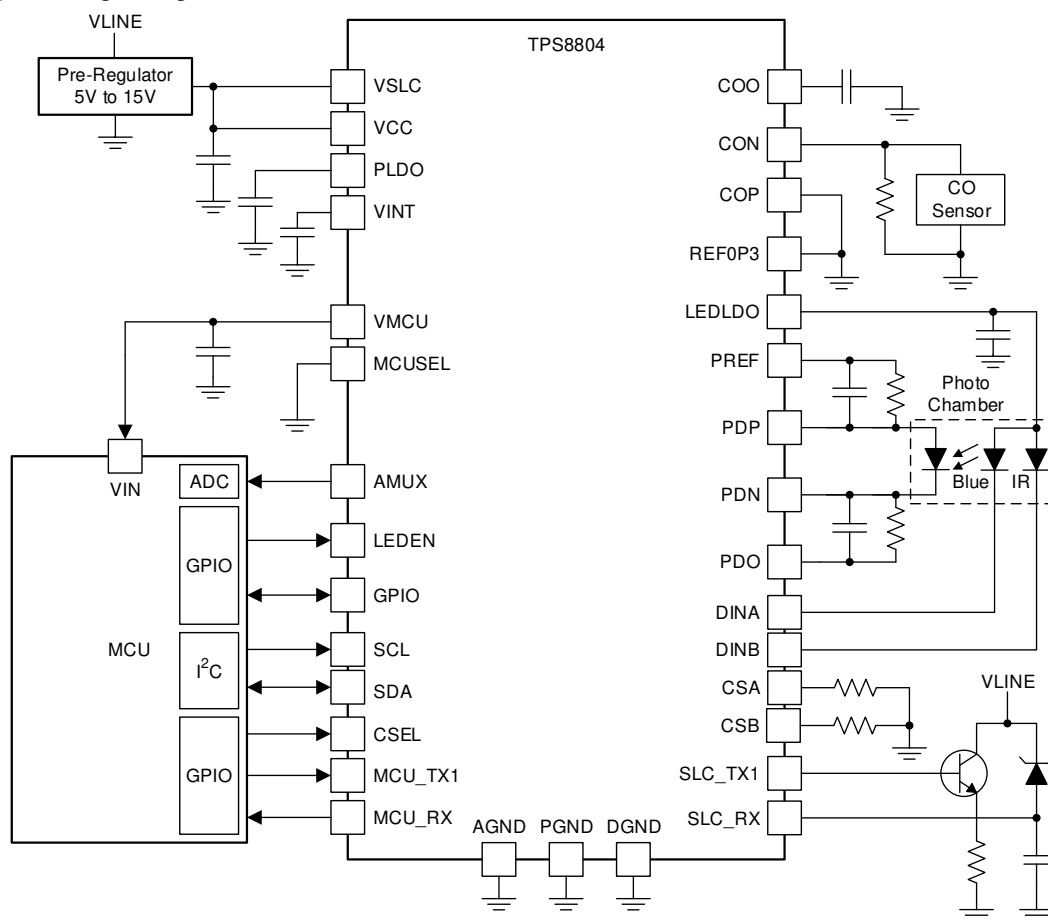 VLINE
Pre-Regulator
5V to 15V
TPS8804
VSLC
VCC
PLDO
VINT
VMCU
MCUSEL
AMUX
LEDEN
GPIO
SCL
SDA
CSEL
MCU_TX1
MCU_RX
VIN
ADC
GPIO
MCU
I²C
GPIO
AGND
PGND
DGND
COO
CON
COP
REF0P3
LEDLDO
PREF
PDP
PDN
PDO
DINA
DINB
CSA
CSB
SLC_TX1
SLC_RX
CO
Sensor
Photo
Chamber
Blue
IR
VLINE